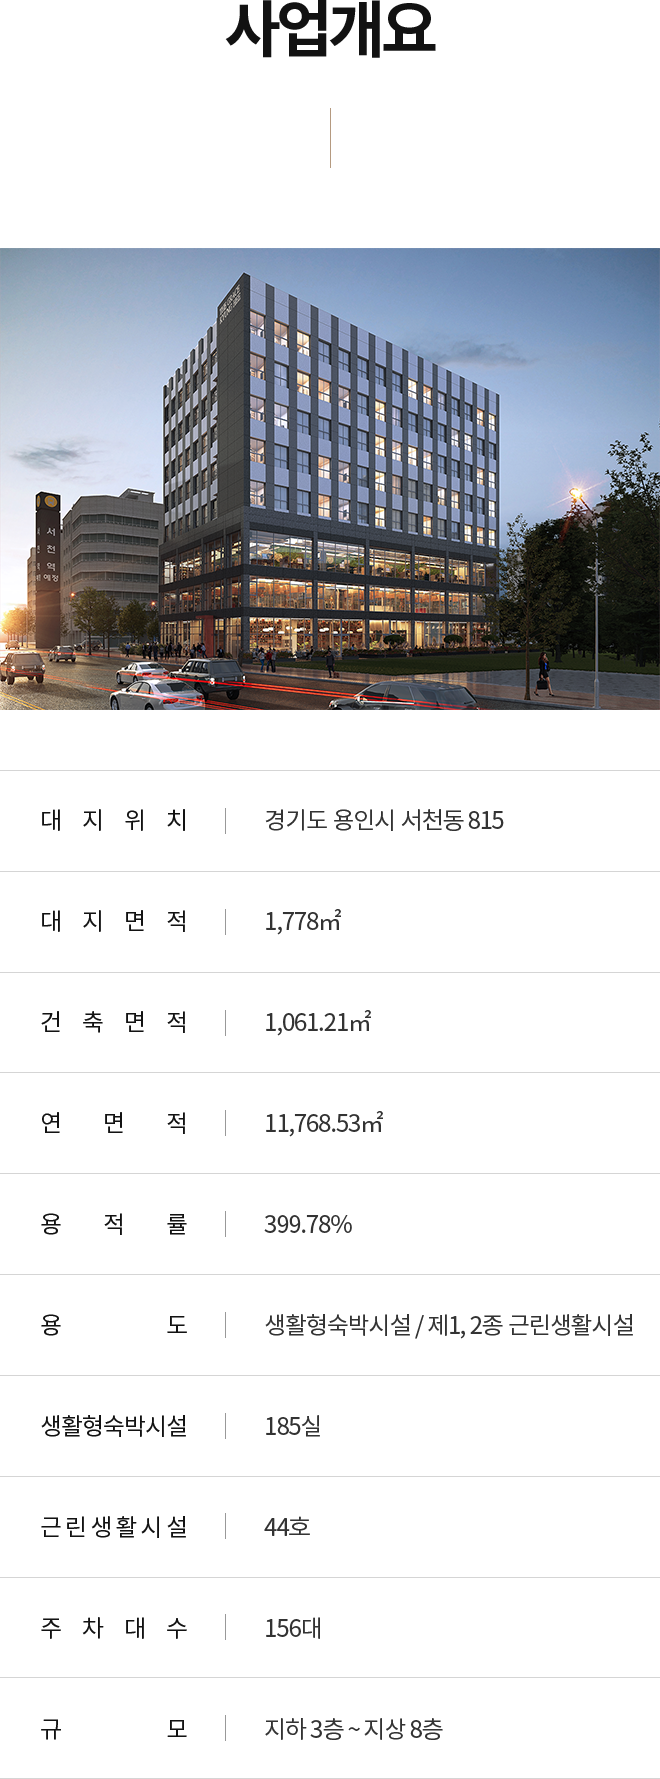 사업개요
서
천
역
예정
대지위치 경기도 용인시 서천동 815
대지면적 1,778㎡
건축면적 1,061.21㎡
연면적 11,768.53㎡
용적률 399.78%
용도 생활형숙박시설 / 제1, 2종 근린생활시설
생활형숙박시설 185실
근린생활시설 44호
주차대수 156대
규모 지하 3층 ~ 지상 8층